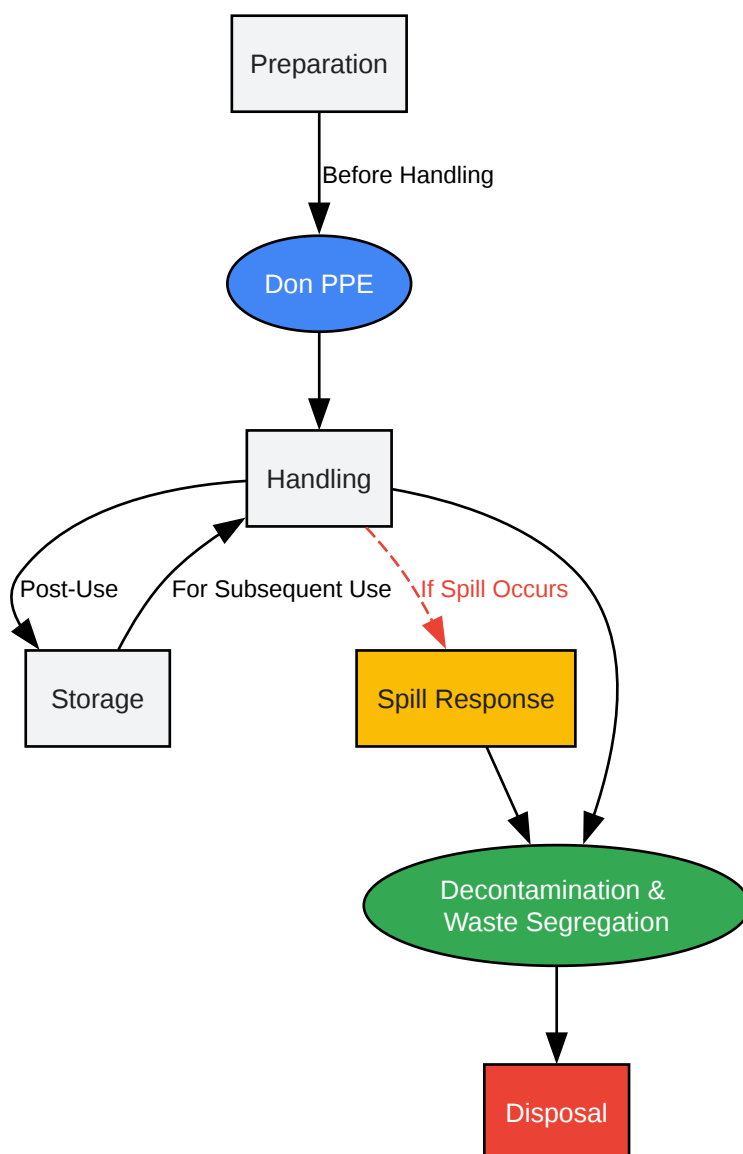 Preparation
Before Handling
Don PPE
Handling
Post-Use
For Subsequent Use
If Spill Occurs
Storage
Spill Response
Decontamination &
Waste Segregation
Disposal